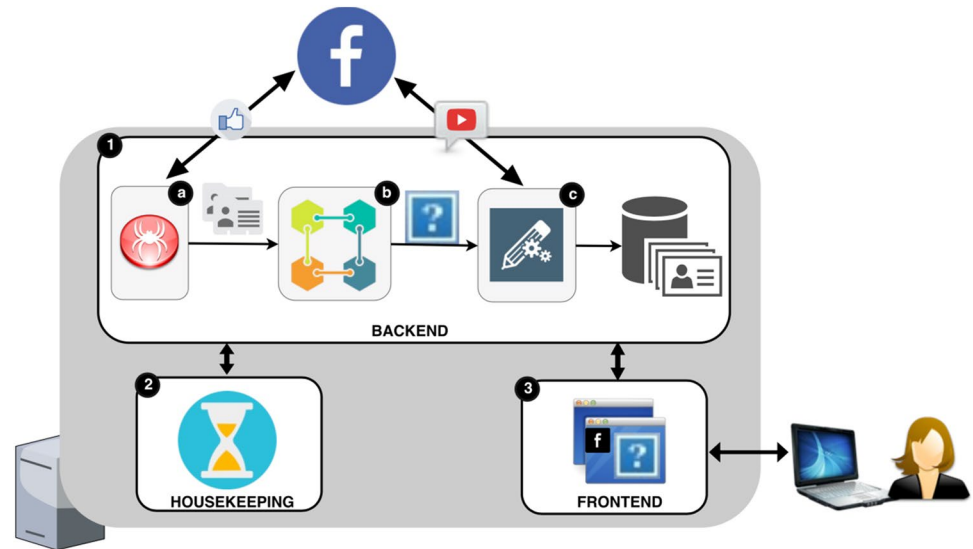 f
1
a
b
?
c
BACKEND
2
3
f
?
HOUSEKEEPING
FRONTEND